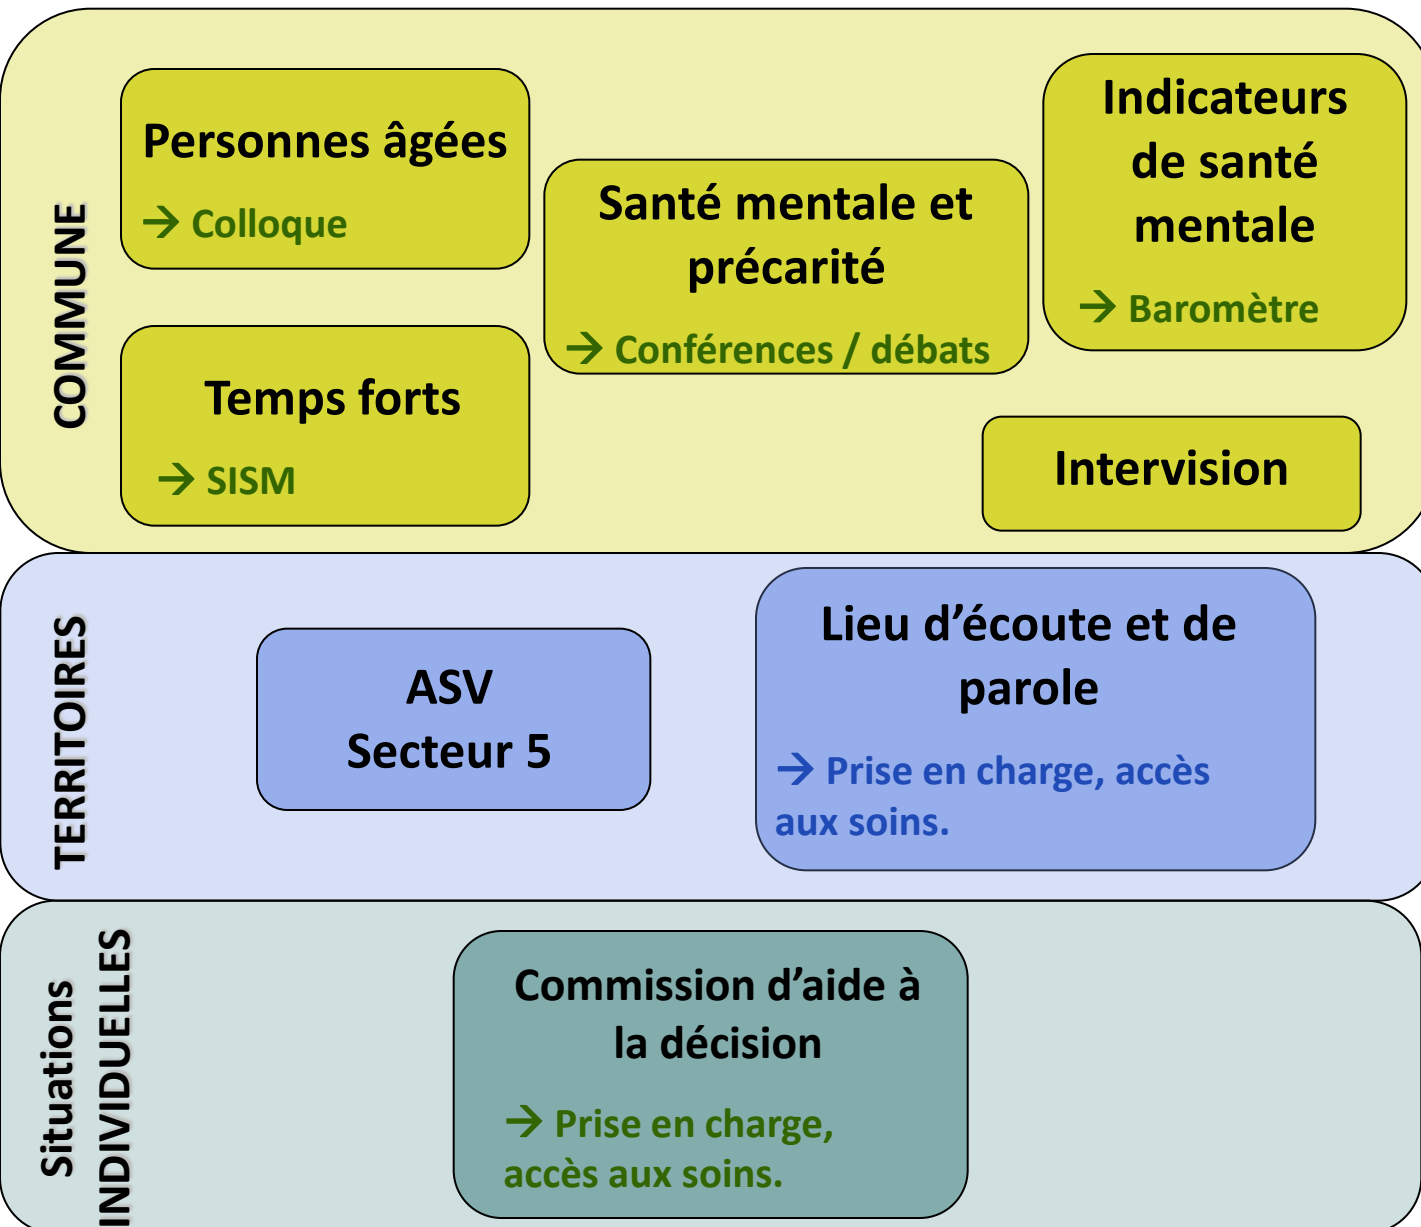 COMMUNE
Personnes âgées
→ Colloque
Temps forts
→ SISM
Santé mentale et
précarité
→ Conférences / débats
Indicateurs
de santé
mentale
→ Baromètre
Intervision
TERRITOIRES
ASV
Secteur 5
Lieu d’écoute et de
parole
→ Prise en charge, accès
aux soins.
Situations
INDIVIDUELLES
Commission d’aide à
la décision
→ Prise en charge,
accès aux soins.